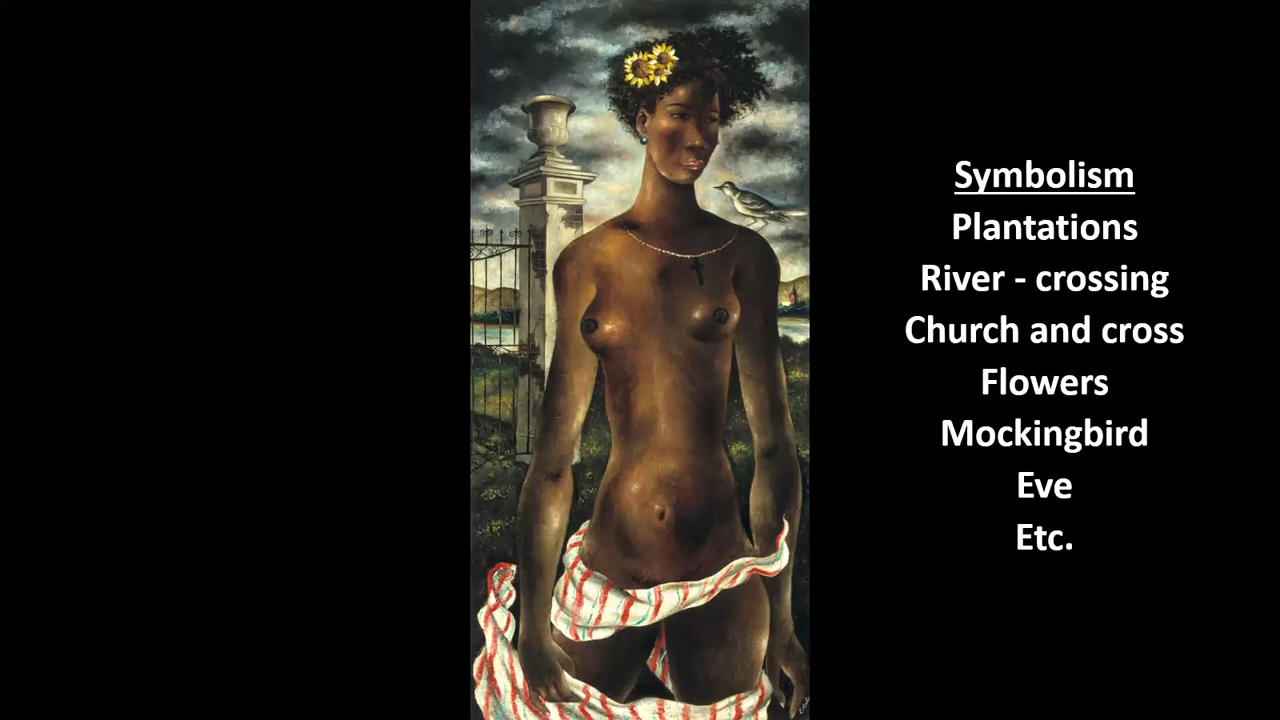 Symbolism
Plantations
River - crossing
Church and cross
Flowers
Mockingbird
Eve
Etc.